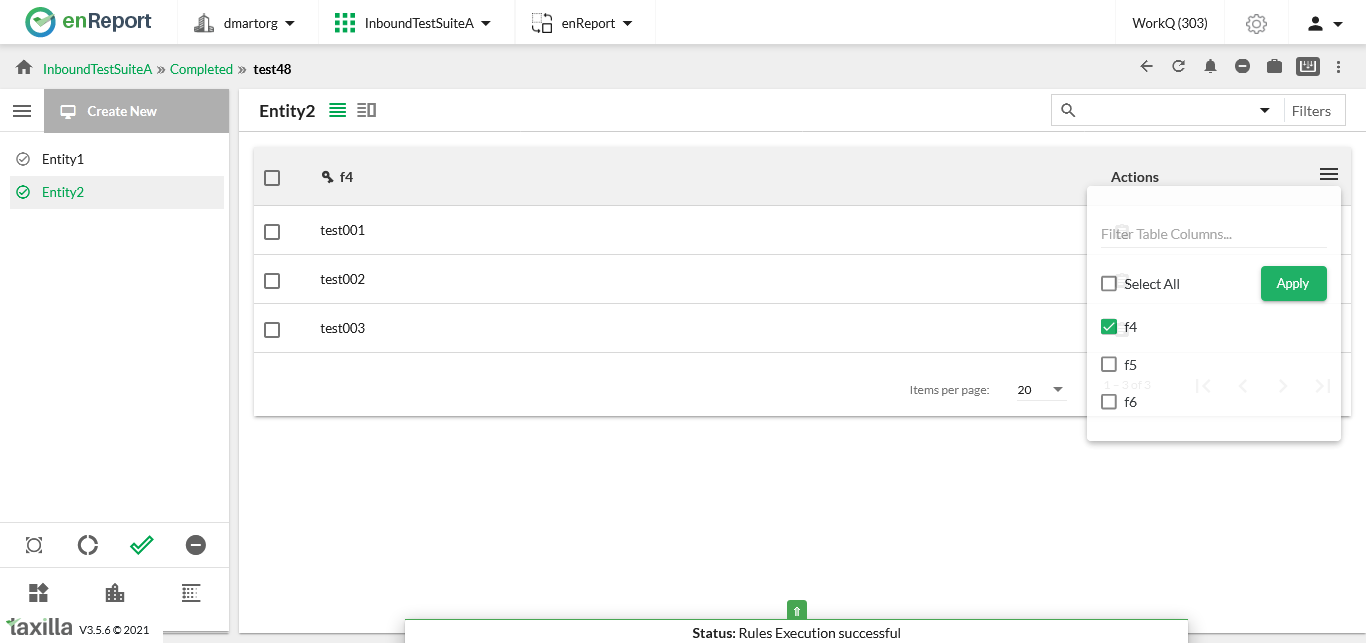 enReport dmartorg InboundTestSuiteA enReport WorkQ (303)
InboundTestSuiteA » Completed » test48
Create New Entity2 Filters
Entity1
Entity2
f4 Actions
test001
test002
test003
Filter Table Columns...
Select All Apply
f4
f5
f6
Items per page: 20 1 – 3 of 3
taxilla V3.5.6 © 2021
Status: Rules Execution successful